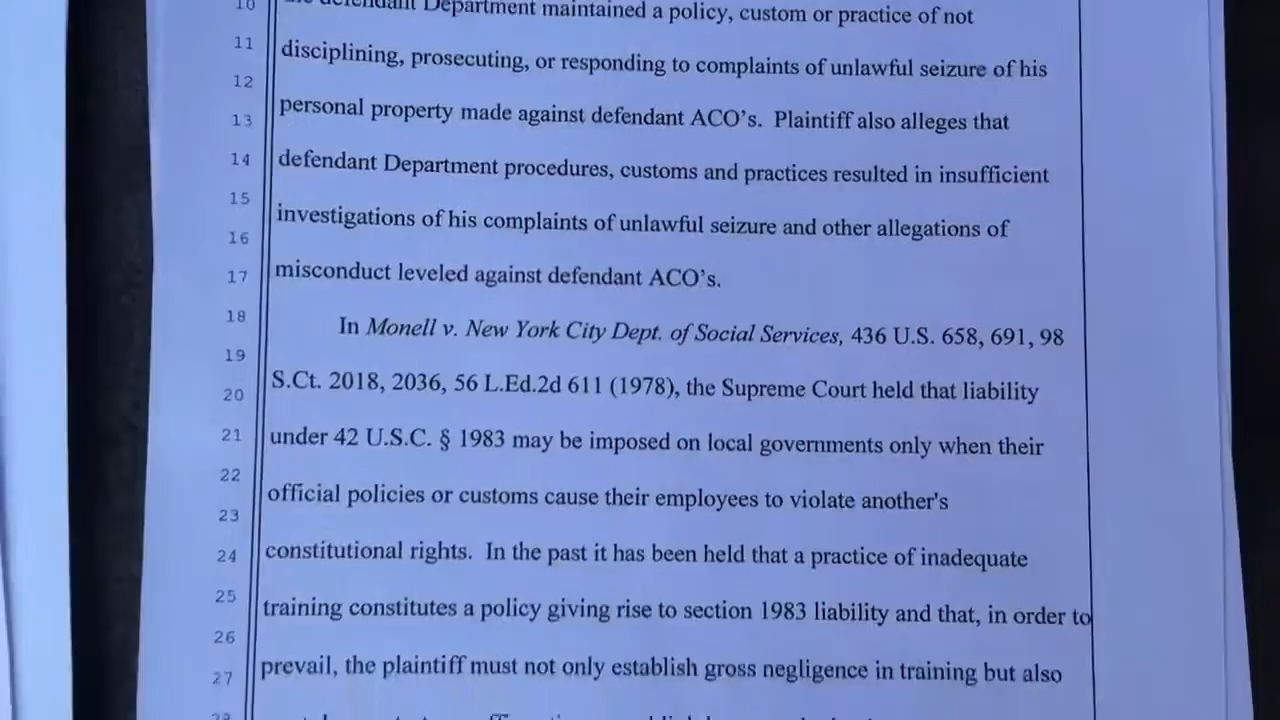 10
defendant Department maintained a policy, custom or practice of not
11
disciplining, prosecuting, or responding to complaints of unlawful seizure of his
12
personal property made against defendant ACO's. Plaintiff also alleges that
13
14
defendant Department procedures, customs and practices resulted in insufficient
15
investigations of his complaints of unlawful seizure and other allegations of
16
misconduct leveled against defendant ACO's.
17
18
In Monell v. New York City Dept. of Social Services, 436 U.S. 658, 691, 98
19
S.Ct. 2018, 2036, 56 L.Ed.2d 611 (1978), the Supreme Court held that liability
20
21
under 42 U.S.C. § 1983 may be imposed on local governments only when their
22
official policies or customs cause their employees to violate another's
23
24
constitutional rights. In the past it has been held that a practice of inadequate
25
training constitutes a policy giving rise to section 1983 liability and that, in order to
26
prevail, the plaintiff must not only establish gross negligence in training but also
27